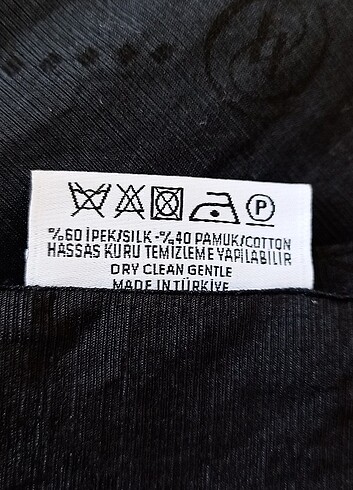 P
%60 İPEK/SILK -%40 PAMUK/COTTON
HASSAS KURU TEMİZLEME YAPILABİLİR
DRY CLEAN GENTLE
MADE IN TÜRKİYE